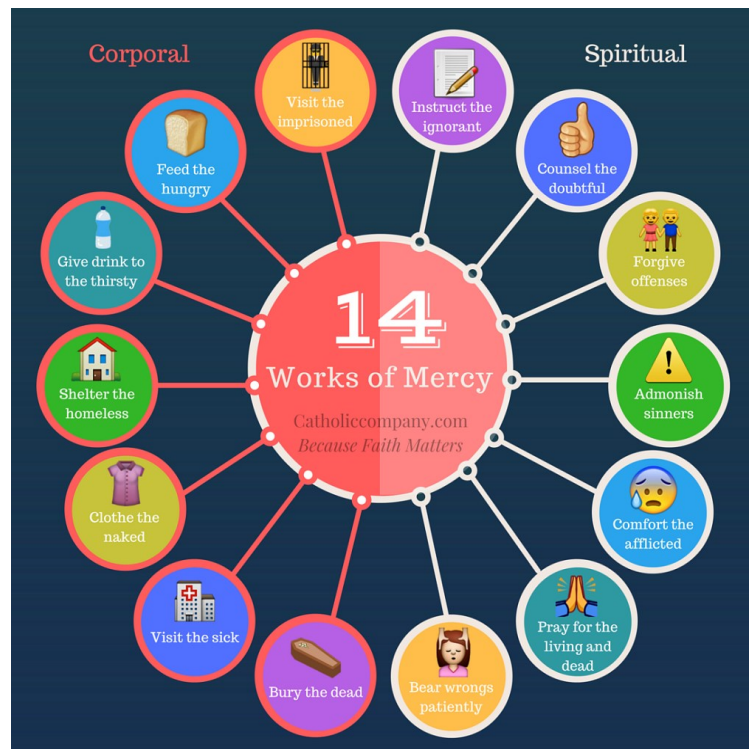 Corporal
Spiritual
Visit the
imprisoned
Feed the
hungry
Give drink to
the thirsty
Shelter the
homeless
Clothe the
naked
Visit the sick
Bury the dead
14
Works of Mercy
Catholiccompany.com
Because Faith Matters
Instruct the
ignorant
Counsel the
doubtful
Forgive
offenses
Admonish
sinners
Comfort the
afflicted
Pray for the
living and
dead
Bear wrongs
patiently